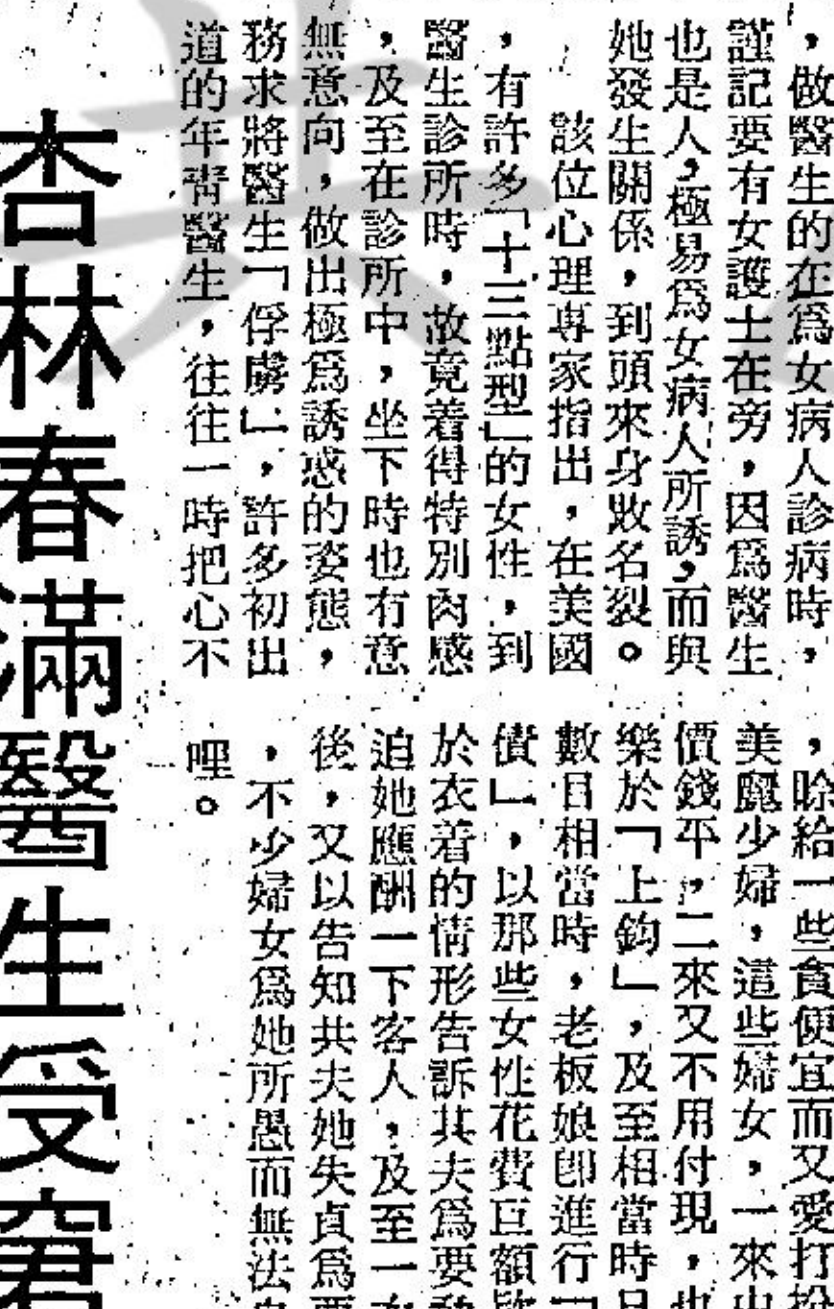 ，做醫生的在爲女病人診病時，
謹記要有女護士在旁，因爲醫生
也是人，極易爲女病人所誘，而與
她發生關係，到頭來身敗名裂。
該位心理專家指出，在美國
，有許多「十三點型」的女性，到
醫生診所時，故竟着得特別肉感
，及至在診所中，坐下時也有意
無意向，做出極爲誘惑的姿態，
務求將醫生「俘虜」，許多初出
道的年靑醫生，往往一時把心不
，賒給一些貪便宜而又愛打扮
美麗少婦，這些婦女，一來
價錢平，二來又不用付現，也
樂於「上鈎」，及至相當時日
數目相當時，老板娘卽進行「
債」，以那些女性花費巨額
於衣着的情形告訴其夫爲要
迫她應酬一下客人，及至一
後，又以告知共夫她失貞爲要
，不少婦女爲她所愚而無法
哩。
杏林春滿醫生受窘